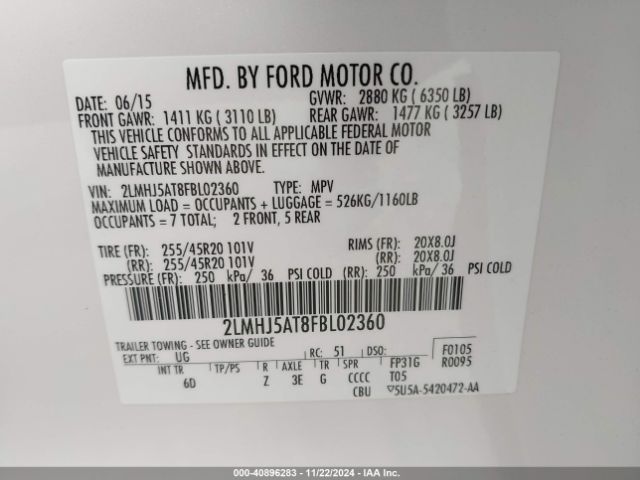 MFD. BY FORD MOTOR CO.
DATE: 06/15 GVWR: 2880 KG ( 6350 LB)
FRONT GAWR: 1411 KG ( 3110 LB) REAR GAWR: 1477 KG ( 3257 LB)
THIS VEHICLE CONFORMS TO ALL APPLICABLE FEDERAL MOTOR
VEHICLE SAFETY STANDARDS IN EFFECT ON THE DATE OF
MANUFACTURE SHOWN ABOVE.
VIN: 2LMHJ5AT8FBL02360 TYPE: MPV
MAXIMUM LOAD = OCCUPANTS + LUGGAGE = 526KG/1160LB
OCCUPANTS = 7 TOTAL; 2 FRONT, 5 REAR
TIRE (FR): 255/45R20 101V RIMS (FR): 20X8.0J
(RR): 255/45R20 101V (RR): 20X8.0J
PRESSURE (FR): 250 kPa/ 36 PSI COLD (RR): 250 kPa/ 36 PSI COLD
2LMHJ5AT8FBL02360
TRAILER TOWING - SEE OWNER GUIDE
EXT PNT: UG RC: 51 DSO: F0105
INT TR TP/PS R AXLE TR SPR FP31G R0095
6D Z 3E G CCCC T05
CBU ▽5U5A-5420472-AA
000-40896283 - 11/22/2024 - IAAI.COM